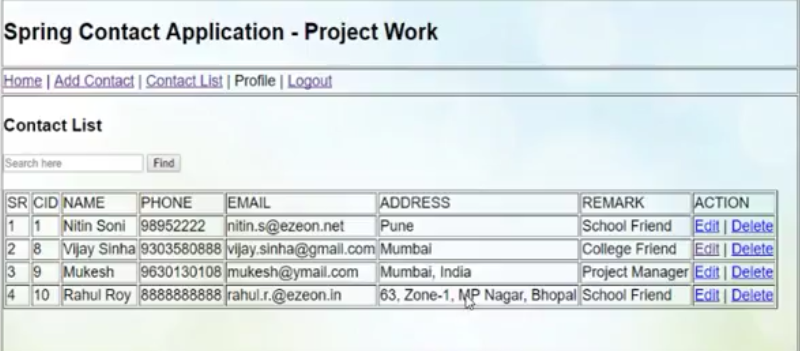 Spring Contact Application - Project Work
Home | Add Contact | Contact List | Profile | Logout
Contact List
Search here Find
SR CID NAME PHONE EMAIL ADDRESS REMARK ACTION
1 1 Nitin Soni 98952222 nitin.s@ezeon.net Pune School Friend Edit | Delete
2 8 Vijay Sinha 9303580888 vijay.sinha@gmail.com Mumbai College Friend Edit | Delete
3 9 Mukesh 9630130108 mukesh@ymail.com Mumbai, India Project Manager Edit | Delete
4 10 Rahul Roy 8888888888 rahul.r.@ezeon.in 63, Zone-1, MP Nagar, Bhopal School Friend Edit | Delete